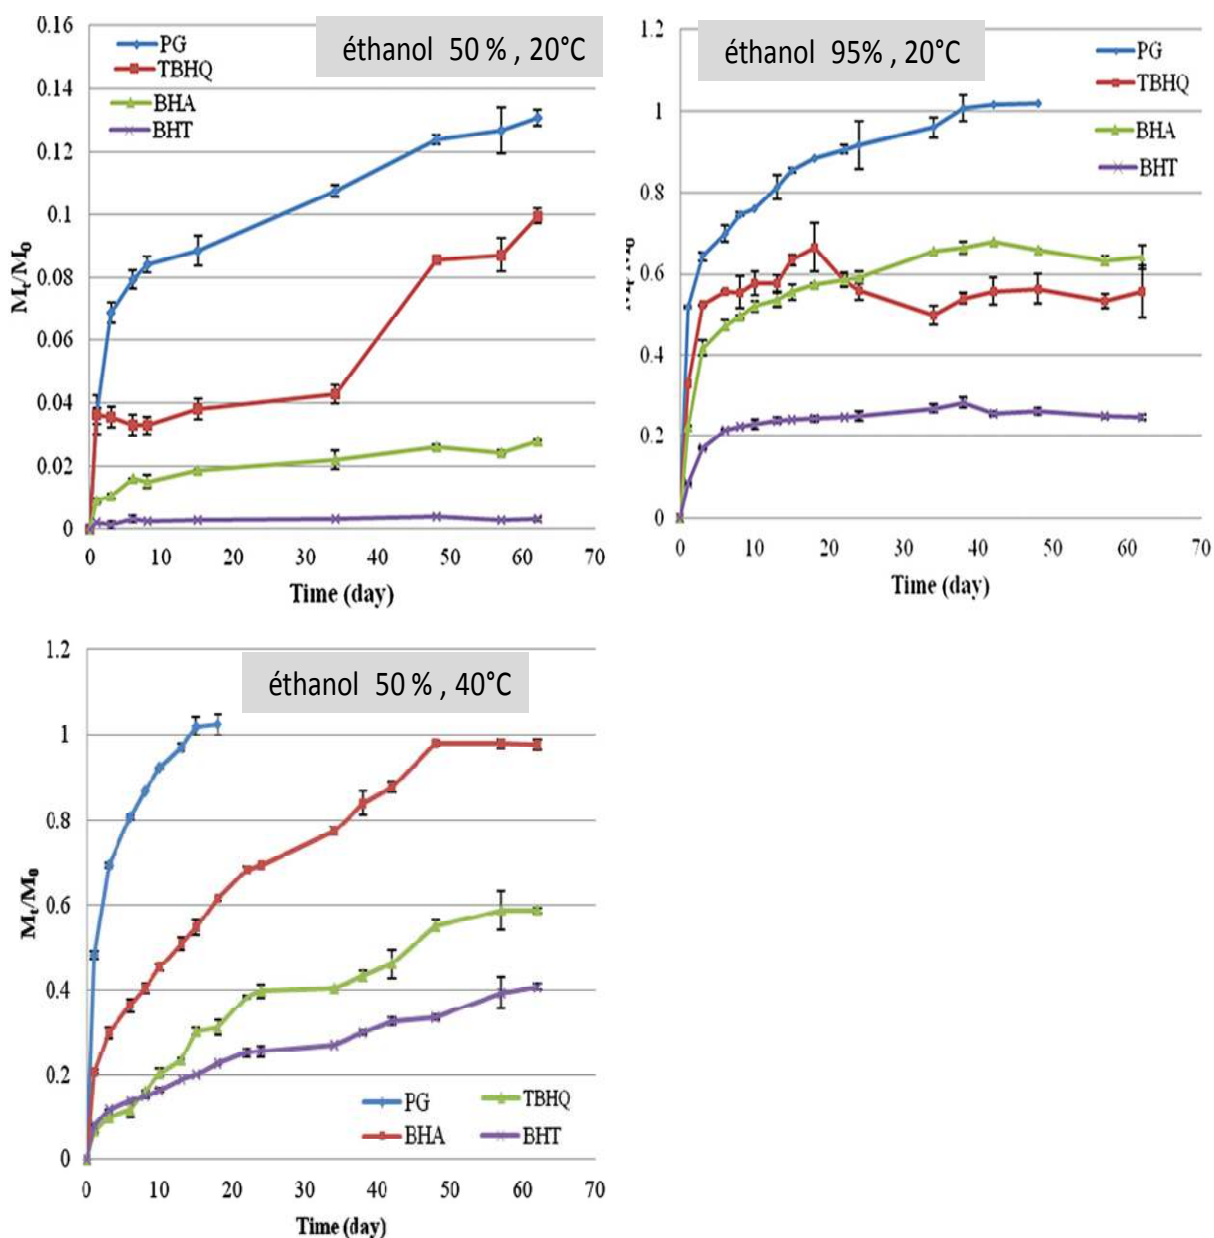 éthanol 50 % , 20°C
PG
TBHQ
BHA
BHT
0.16
0.14
0.12
0.1
0.08
0.06
0.04
0.02
0
Mt/M0
0 10 20 30 40 50 60 70
Time (day)
éthanol 95% , 20°C
PG
TBHQ
BHA
BHT
1.2
1
0.8
0.6
0.4
0.2
0
0 10 20 30 40 50 60 70
Time (day)
éthanol 50 % , 40°C
1.2
1
0.8
0.6
0.4
0.2
0
Mt/M0
PG TBHQ
BHA BHT
0 10 20 30 40 50 60 70
Time (day)